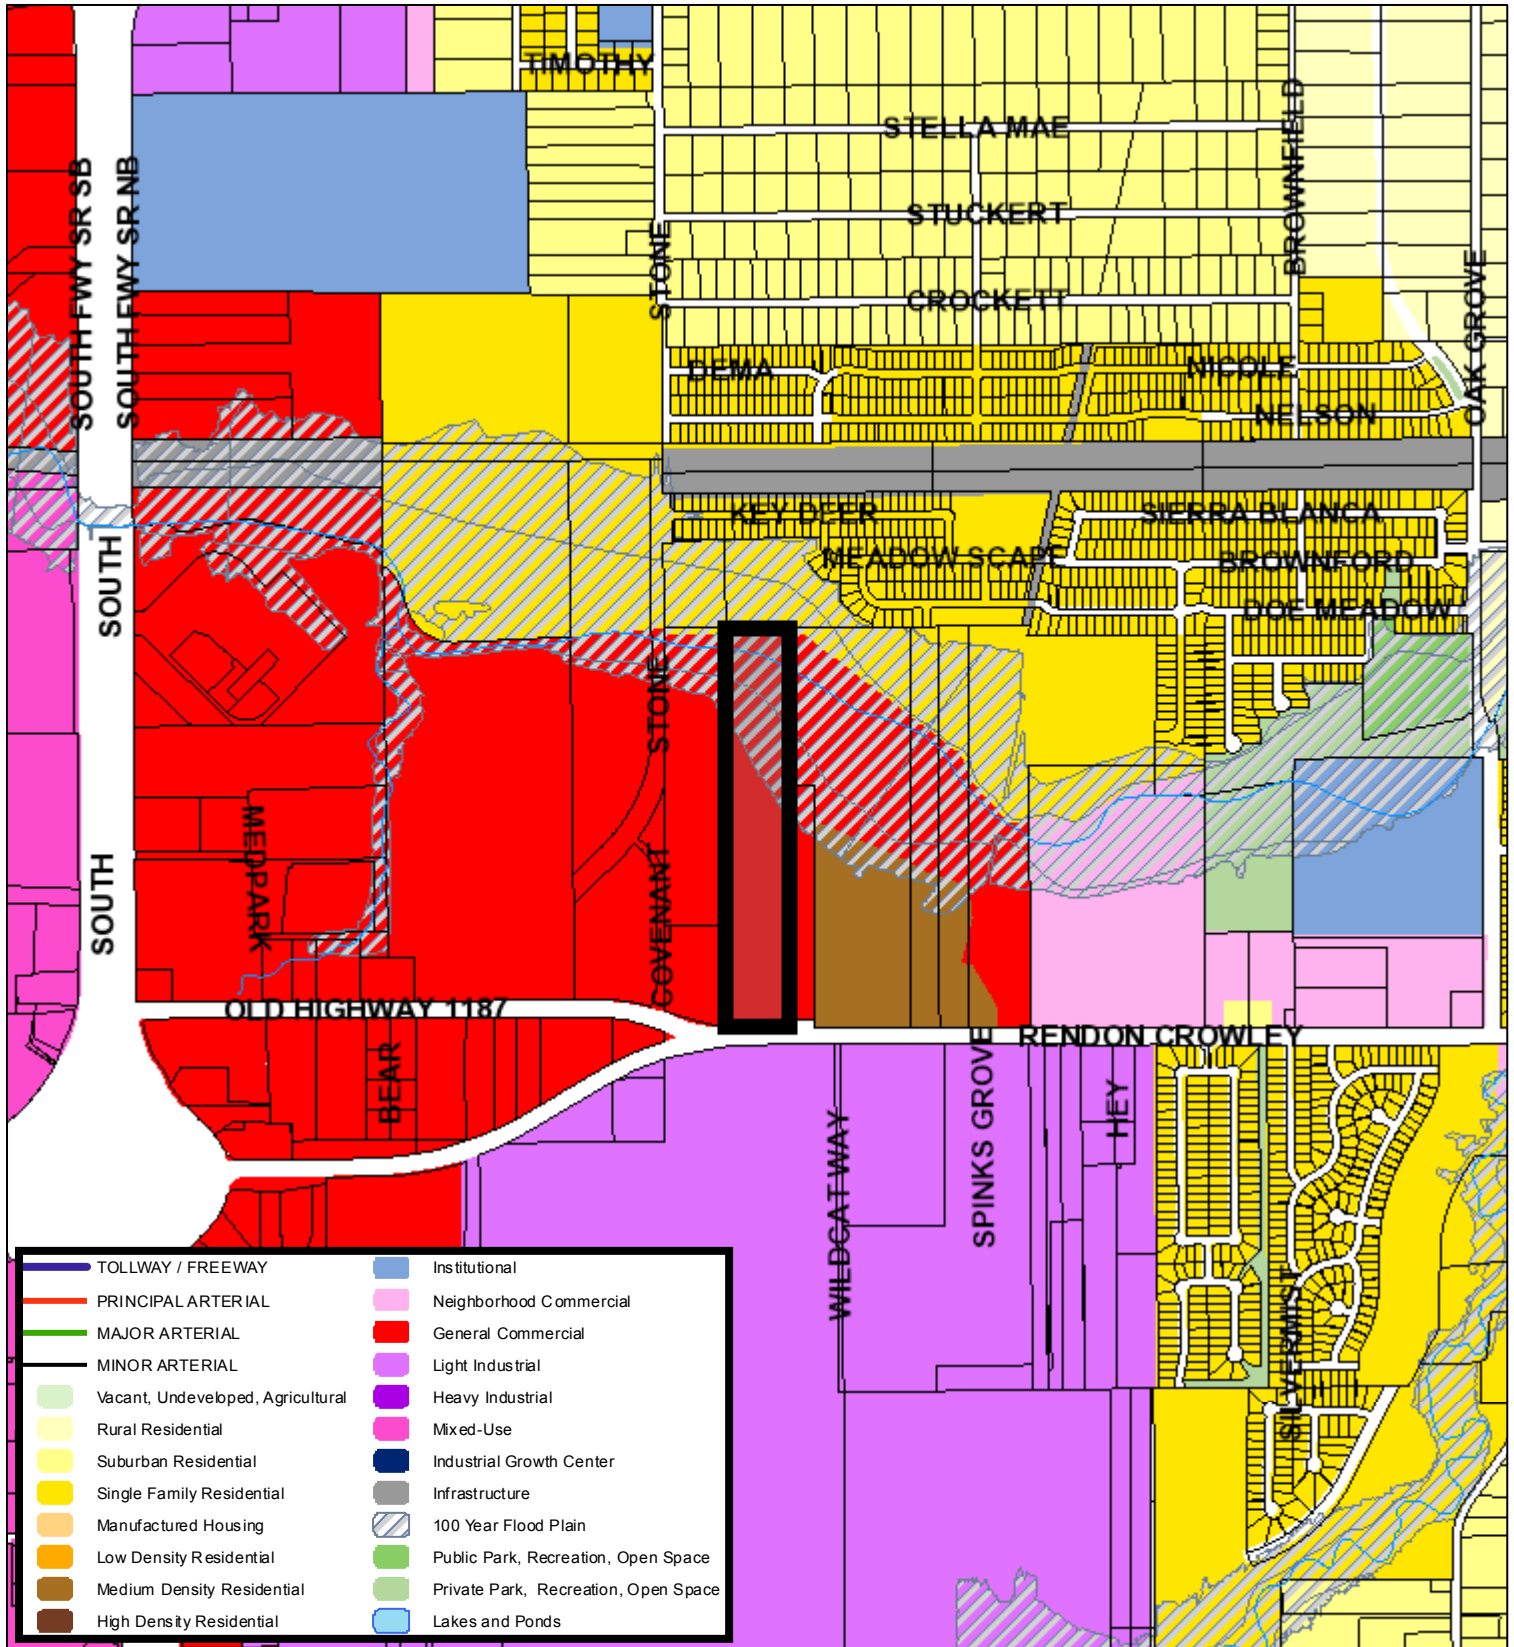 TIMOTHY
STELLA MAE
BROWNFIELD
SOUTH FWY SR SB
SOUTH FWY SR NB
STUCKERT
STONE
CROCKETT
OAK GROVE
DEMA
NICOLE
NELSON
KEY DEER
SIERRA BLANCA
MEADOW SCAPE
BROWNFORD
SOUTH
DOE MEADOW
STONE
MEDPARK
SOUTH
COVENANT
OLD HIGHWAY 1187
RENDON CROWLEY
BEAR
SPINKS GROVE
HEY
WILDCAT WAY
SILVERMIST
TOLLWAY / FREEWAY
PRINCIPAL ARTERIAL
MAJOR ARTERIAL
MINOR ARTERIAL
Vacant, Undeveloped, Agricultural
Rural Residential
Suburban Residential
Single Family Residential
Manufactured Housing
Low Density Residential
Medium Density Residential
High Density Residential
Institutional
Neighborhood Commercial
General Commercial
Light Industrial
Heavy Industrial
Mixed-Use
Industrial Growth Center
Infrastructure
100 Year Flood Plain
Public Park, Recreation, Open Space
Private Park, Recreation, Open Space
Lakes and Ponds